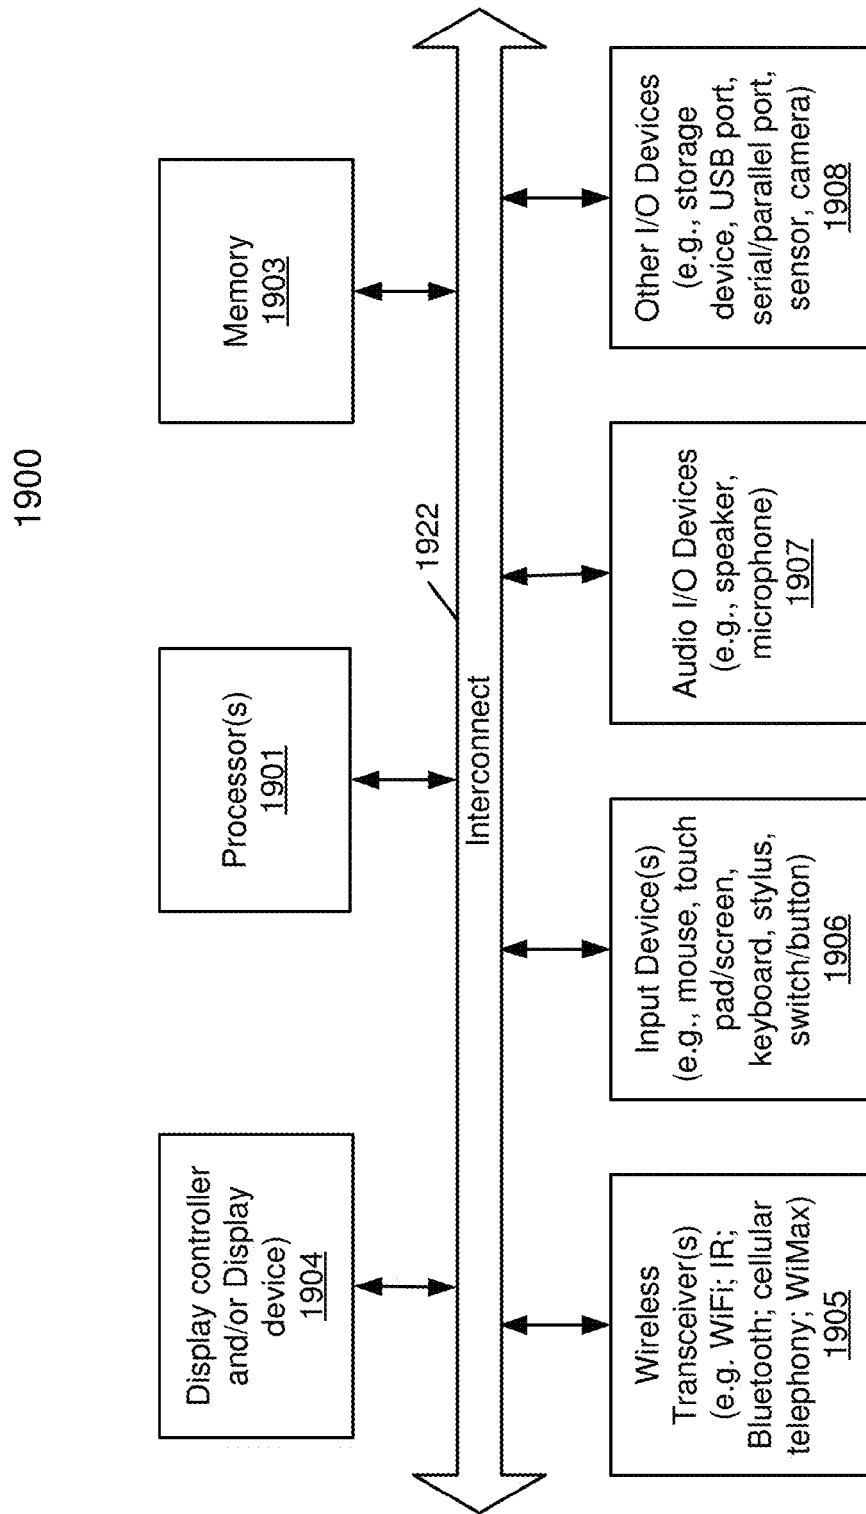 1900
Display controller
and/or Display
device)
1904
Processor(s)
1901
Memory
1903
1922
Interconnect
Wireless
Transceiver(s)
(e.g. WiFi; IR;
Bluetooth; cellular
telephony; WiMax)
1905
Input Device(s)
(e.g., mouse, touch
pad/screen,
keyboard, stylus,
switch/button)
1906
Audio I/O Devices
(e.g., speaker,
microphone)
1907
Other I/O Devices
(e.g., storage
device, USB port,
serial/parallel port,
sensor, camera)
1908